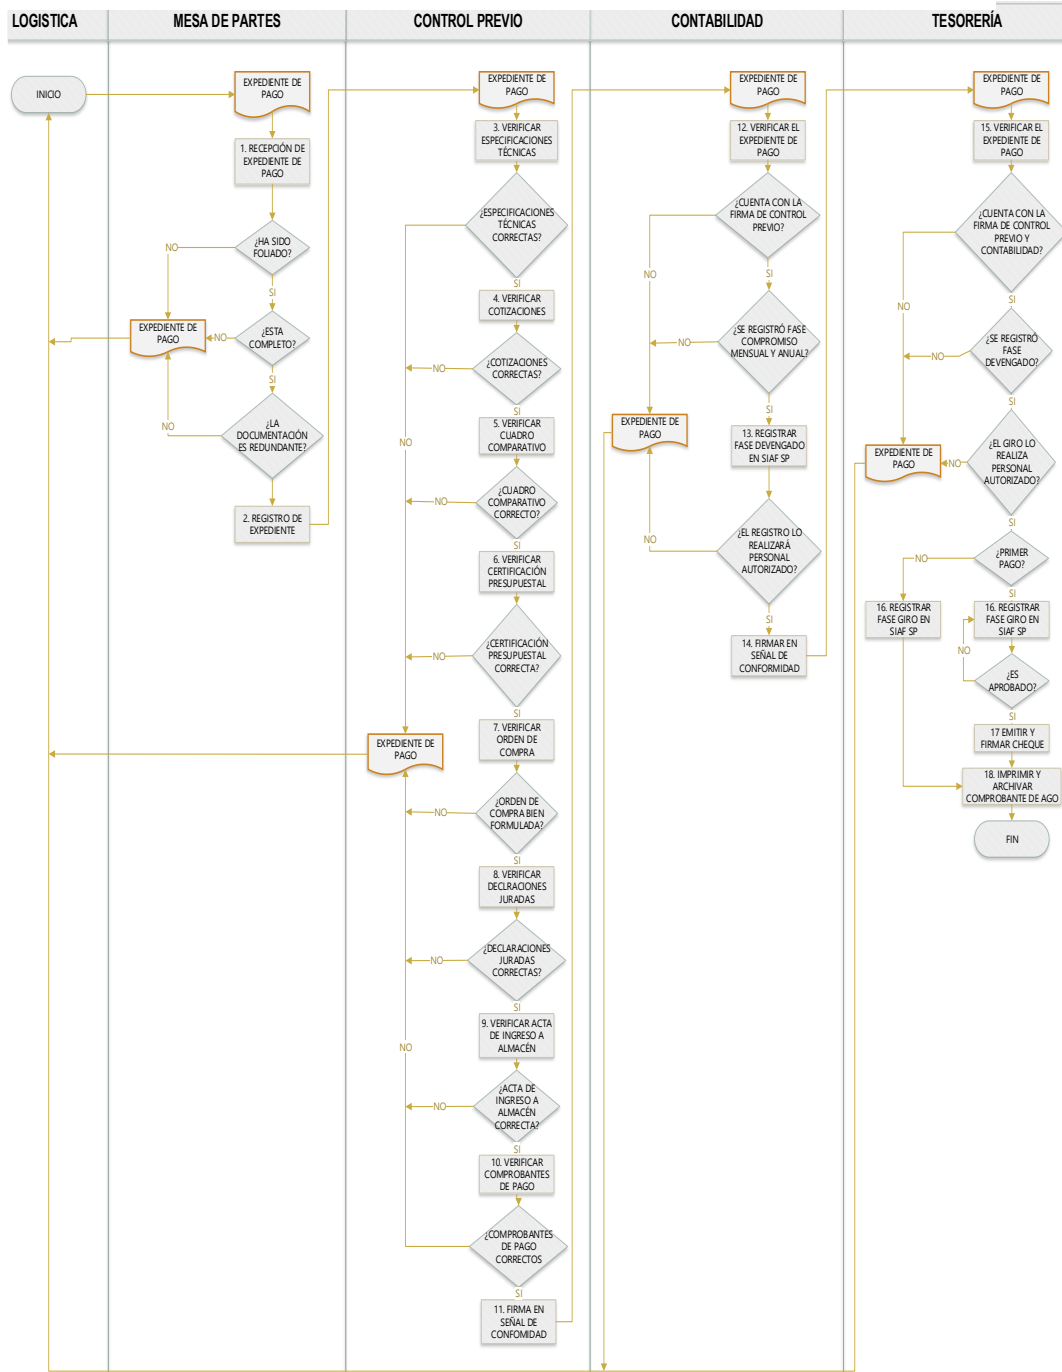 LOGISTICA
MESA DE PARTES
CONTROL PREVIO
CONTABILIDAD
TESORERÍA
INICIO
EXPEDIENTE DE
PAGO
1. RECEPCIÓN DE
EXPEDIENTE DE
PAGO
¿HA SIDO
FOLIADO?
NO
SI
EXPEDIENTE DE
PAGO
NO
¿ESTA
COMPLETO?
SI
¿LA
DOCUMENTACIÓN
ES REDUNDANTE?
NO
2. REGISTRO DE
EXPEDIENTE
EXPEDIENTE DE
PAGO
3. VERIFICAR
ESPECIFICACIONES
TÉCNICAS
¿ESPECIFICACIONES
TÉCNICAS
CORRECTAS?
NO
SI
4. VERIFICAR
COTIZACIONES
¿COTIZACIONES
CORRECTAS?
NO
SI
NO
5. VERIFICAR
CUADRO
COMPARATIVO
¿CUADRO
COMPARATIVO
CORRECTO?
NO
SI
6. VERIFICAR
CERTIFICACIÓN
PRESUPUESTAL
¿CERTIFICACIÓN
PRESUPUESTAL
CORRECTA?
NO
SI
7. VERIFICAR
ORDEN DE
COMPRA
EXPEDIENTE DE
PAGO
¿ORDEN DE
COMPRA BIEN
FORMULADA?
NO
SI
8. VERIFICAR
DECLRACIONES
JURADAS
¿DECLARACIONES
JURADAS
CORRECTAS?
NO
SI
9. VERIFICAR ACTA
DE INGRESO A
ALMACÉN
NO
¿ACTA DE
INGRESO A
ALMACÉN
CORRECTA?
NO
SI
10. VERIFICAR
COMPROBANTES
DE PAGO
¿COMPROBANTES
DE PAGO
CORRECTOS
SI
11. FIRMA EN
SEÑAL DE
CONFOMIDAD
EXPEDIENTE DE
PAGO
12. VERIFICAR EL
EXPEDIENTE DE
PAGO
¿CUENTA CON LA
FIRMA DE CONTROL
PREVIO?
NO
SI
¿SE REGISTRÓ FASE
COMPROMISO
MENSUAL Y ANUAL?
NO
SI
EXPEDIENTE DE
PAGO
13. REGISTRAR
FASE DEVENGADO
EN SIAF SP
¿EL REGISTRO LO
REALIZARÁ
PERSONAL
AUTORIZADO?
NO
SI
14. FIRMAR EN
SEÑAL DE
CONFORMIDAD
EXPEDIENTE DE
PAGO
15. VERIFICAR EL
EXPEDIENTE DE
PAGO
¿CUENTA CON LA
FIRMA DE CONTROL
PREVIO Y
CONTABILIDAD?
NO
SI
¿SE REGISTRÓ
FASE
DEVENGADO?
NO
SI
EXPEDIENTE DE
PAGO
NO
¿EL GIRO LO
REALIZA
PERSONAL
AUTORIZADO?
SI
¿PRIMER
PAGO?
NO
SI
16. REGISTRAR
FASE GIRO EN
SIAF SP
16. REGISTRAR
FASE GIRO EN
SIAF SP
NO
¿ES
APROBADO?
SI
17 EMITIR Y
FIRMAR CHEQUE
18. IMPRIMIR Y
ARCHIVAR
COMPROBANTE DE AGO
FIN